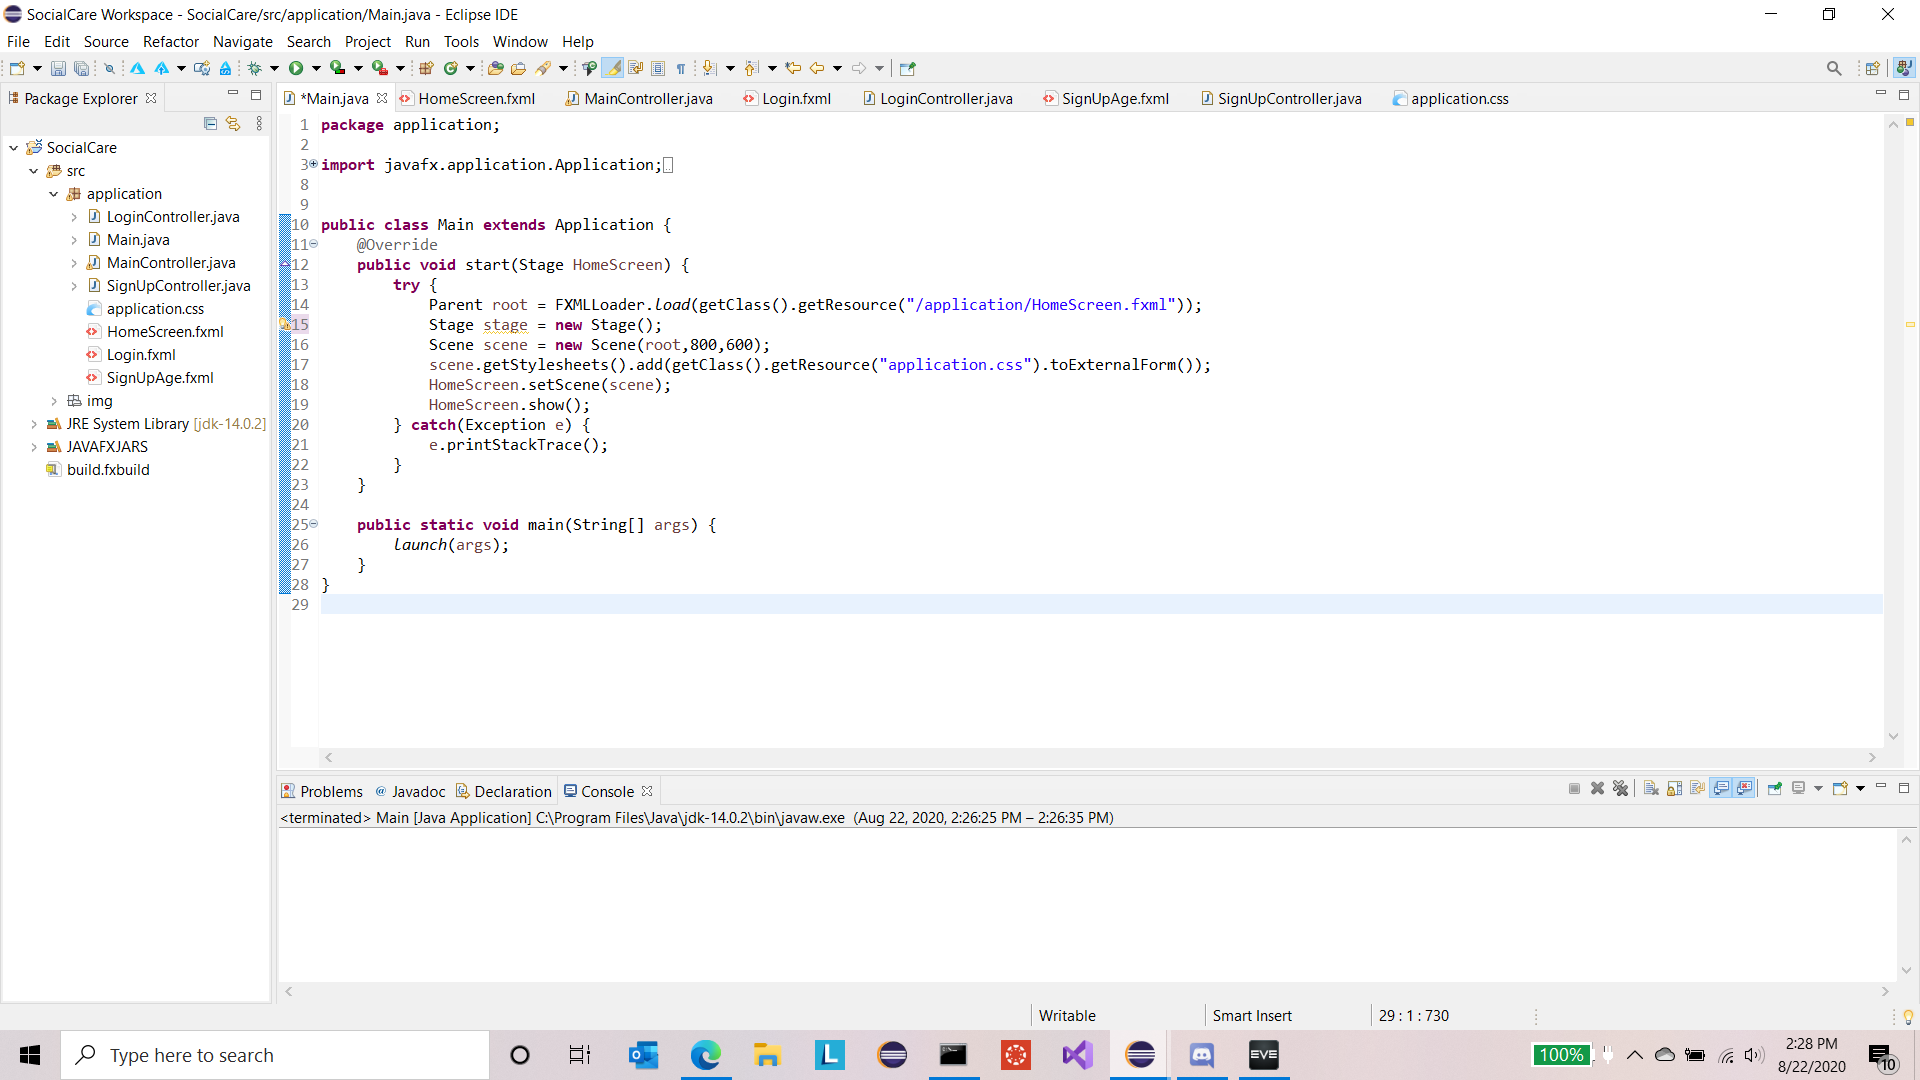 SocialCare Workspace - SocialCare/src/application/Main.java - Eclipse IDE
File Edit Source Refactor Navigate Search Project Run Tools Window Help
Package Explorer
*Main.java HomeScreen.fxml MainController.java Login.fxml LoginController.java SignUpAge.fxml SignUpController.java application.css
SocialCare
src
application
LoginController.java
Main.java
MainController.java
SignUpController.java
application.css
HomeScreen.fxml
Login.fxml
SignUpAge.fxml
img
JRE System Library [jdk-14.0.2]
JAVAFXJARS
build.fxbuild
1 package application;
2
3 import javafx.application.Application;
8
9
10 public class Main extends Application {
11 @Override
12 public void start(Stage HomeScreen) {
13 try {
14 Parent root = FXMLLoader.load(getClass().getResource("/application/HomeScreen.fxml"));
15 Stage stage = new Stage();
16 Scene scene = new Scene(root,800,600);
17 scene.getStylesheets().add(getClass().getResource("application.css").toExternalForm());
18 HomeScreen.setScene(scene);
19 HomeScreen.show();
20 } catch(Exception e) {
21 e.printStackTrace();
22 }
23 }
24
25 public static void main(String[] args) {
26 launch(args);
27 }
28 }
29
Problems @ Javadoc Declaration Console
<terminated> Main [Java Application] C:\Program Files\Java\jdk-14.0.2\bin\javaw.exe (Aug 22, 2020, 2:26:25 PM – 2:26:35 PM)
Writable Smart Insert 29 : 1 : 730
Type here to search
L
EVE
100%
2:28 PM
8/22/2020
10